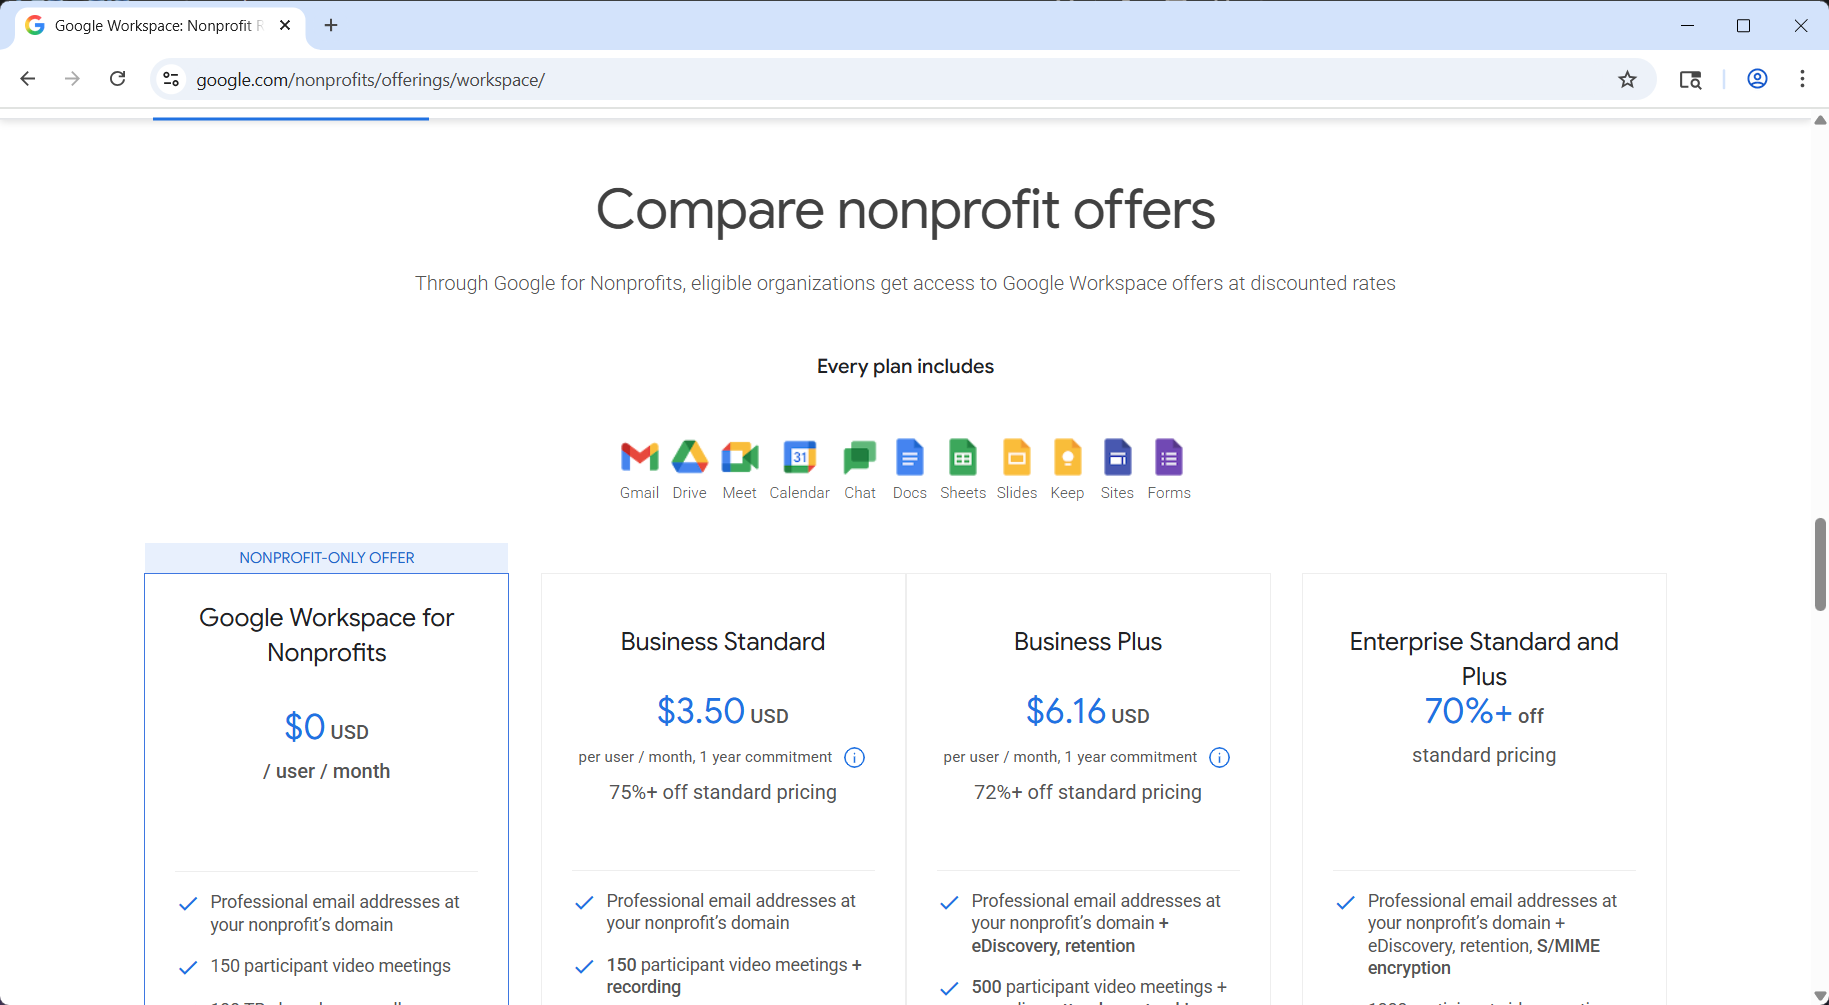 Google Workspace: Nonprofit
google.com/nonprofits/offerings/workspace/
Compare nonprofit offers
Through Google for Nonprofits, eligible organizations get access to Google Workspace offers at discounted rates
Every plan includes
31
Gmail Drive Meet Calendar Chat Docs Sheets Slides Keep Sites Forms
NONPROFIT-ONLY OFFER
Google Workspace for
Nonprofits
$0 USD
/ user / month
Professional email addresses at
your nonprofit’s domain
150 participant video meetings
Business Standard
$3.50 USD
per user / month, 1 year commitment
75%+ off standard pricing
Professional email addresses at
your nonprofit’s domain
150 participant video meetings +
recording
Business Plus
$6.16 USD
per user / month, 1 year commitment
72%+ off standard pricing
Professional email addresses at
your nonprofit’s domain +
eDiscovery, retention
500 participant video meetings +
Enterprise Standard and
Plus
70%+ off
standard pricing
Professional email addresses at
your nonprofit’s domain +
eDiscovery, retention, S/MIME
encryption